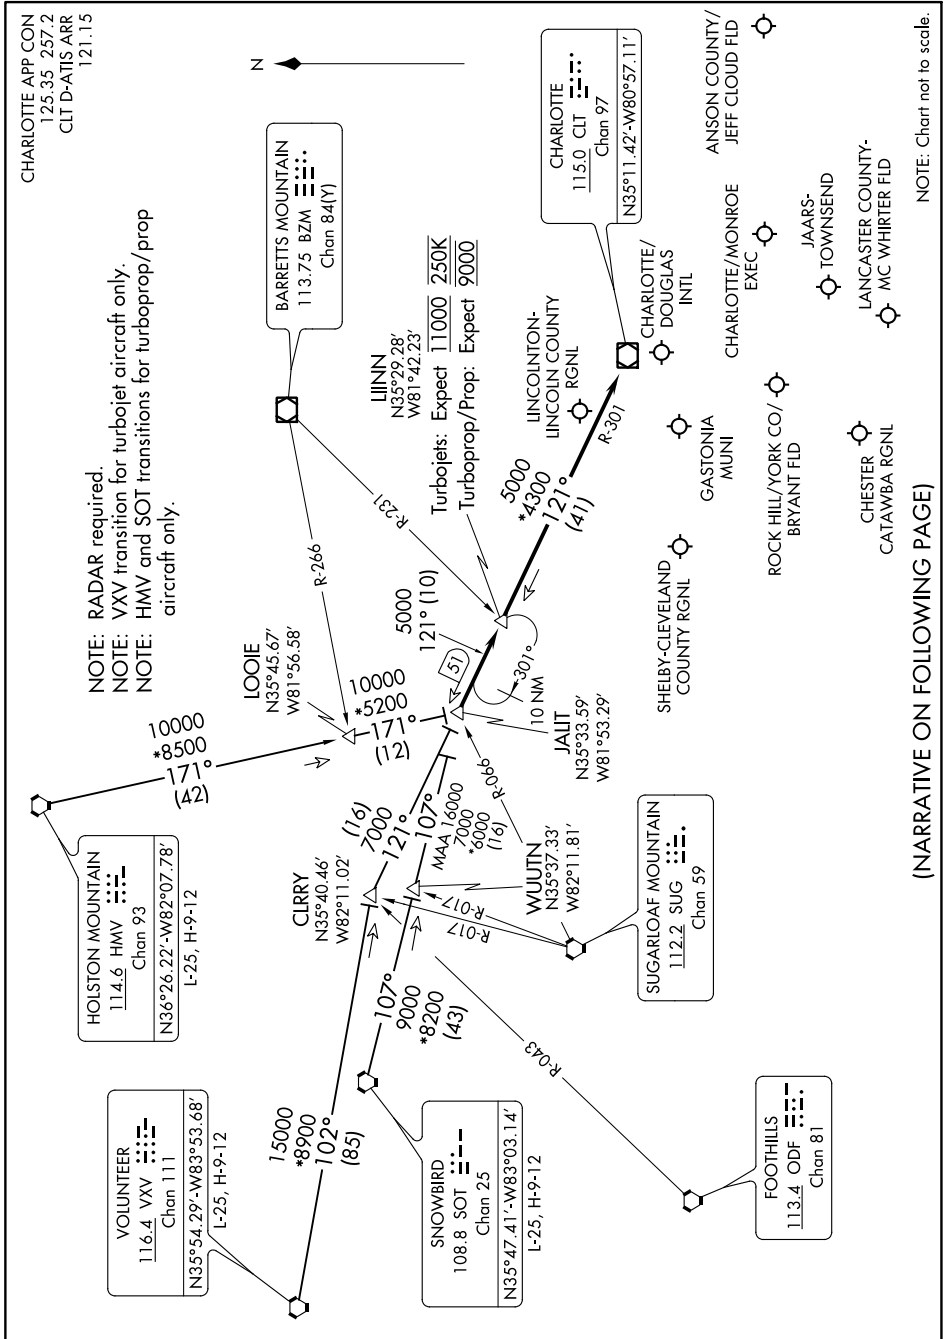 CHARLOTTE APP CON
125.35 257.2
CLT D-ATIS ARR
121.15
NOTE: RADAR required.
NOTE: VXV transition for turbojet aircraft only.
NOTE: HMV and SOT transitions for turboprop/prop
aircraft only.
N
HOLSTON MOUNTAIN
114.6 HMV
Chan 93
N36°26.22'-W82°07.78'
L-25, H-9-12
10000
*8500
171°
(42)
LOOIE
N35°45.67'
W81°56.58'
R-266
BARRETTS MOUNTAIN
113.75 BZM
Chan 84(Y)
R-231
10000
*5200
171°
(12)
VOLUNTEER
116.4 VXV
Chan 111
N35°54.29'-W83°53.68'
L-25, H-9-12
15000
*8900
102°
(85)
CLRRY
N35°40.46'
W82°11.02'
(16)
7000
121°
107°
MAA 16000
7000
*6000
(16)
5000
121° (10)
51
301°
10 NM
LIINN
N35°29.28'
W81°42.23'
Turbojets: Expect 11000 250K
Turboprop/Prop: Expect 9000
SNOWBIRD
108.8 SOT
Chan 25
N35°47.41'-W83°03.14'
L-25, H-9-12
107°
9000
*8200
(43)
R-017
R-017
WUUTN
N35°37.33'
W82°11.81'
R-066
JALIT
N35°33.59'
W81°53.29'
SUGARLOAF MOUNTAIN
112.2 SUG
Chan 59
R-043
FOOTHILLS
113.4 ODF
Chan 81
5000
*4300
121°
(41)
R-301
CHARLOTTE
115.0 CLT
Chan 97
N35°11.42'-W80°57.11'
LINCOLNTON-
LINCOLN COUNTY
RGNL
CHARLOTTE/
DOUGLAS
INTL
SHELBY-CLEVELAND
COUNTY RGNL
GASTONIA
MUNI
CHARLOTTE/MONROE
EXEC
ANSON COUNTY/
JEFF CLOUD FLD
ROCK HILL/YORK CO/
BRYANT FLD
JAARS-
TOWNSEND
CHESTER
CATAWBA RGNL
LANCASTER COUNTY-
MC WHIRTER FLD
(NARRATIVE ON FOLLOWING PAGE)
NOTE: Chart not to scale.